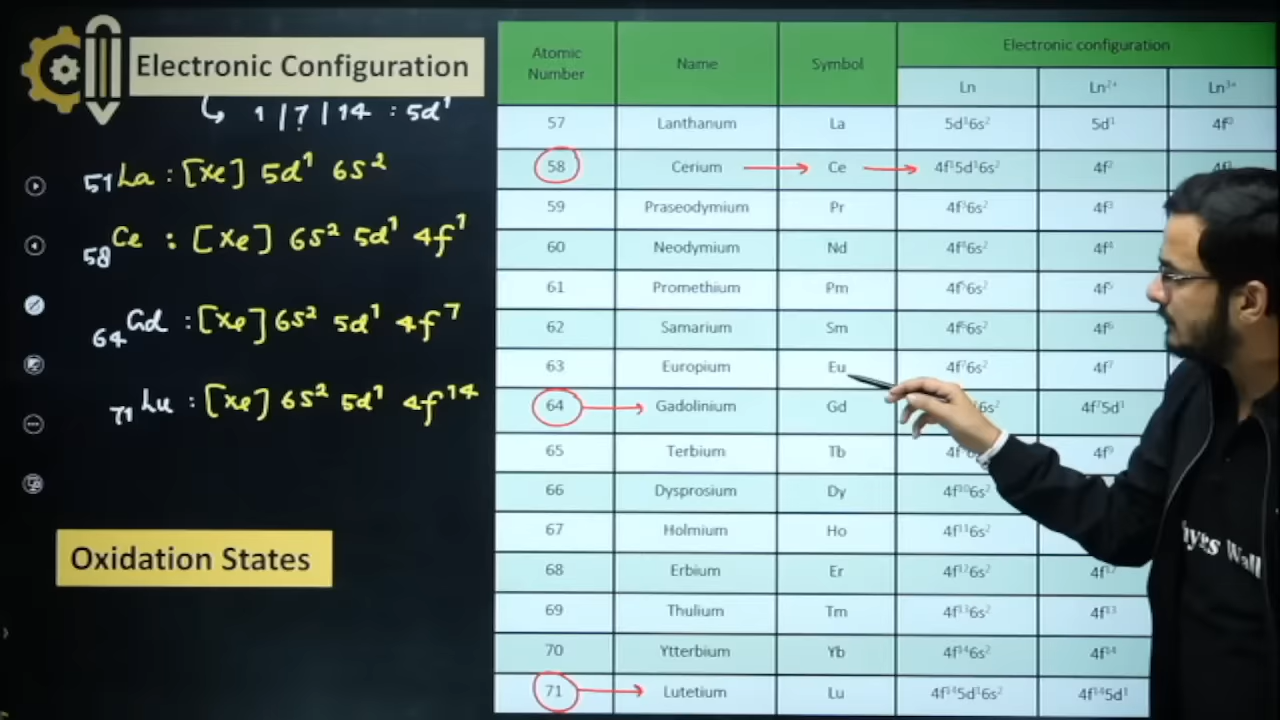 Electronic Configuration
↳ 1 | 7 | 14 : 5d¹
₅₁La : [Xe] 5d¹ 6s²
₅₈Ce : [Xe] 6s² 5d¹ 4f¹
₆₄Gd : [Xe] 6s² 5d¹ 4f⁷
₇₁Lu : [Xe] 6s² 5d¹ 4f¹⁴
Oxidation States
Atomic Number Name Symbol Electronic configuration
Ln Ln²⁺ Ln³⁺
57 Lanthanum La 5d¹6s² 5d¹ 4f⁰
58 Cerium → Ce → 4f¹5d¹6s² 4f² 4f¹
59 Praseodymium Pr 4f³6s² 4f³
60 Neodymium Nd 4f⁴6s² 4f⁴
61 Promethium Pm 4f⁵6s² 4f⁵
62 Samarium Sm 4f⁶6s² 4f⁶
63 Europium Eu 4f⁷6s² 4f⁷
64 → Gadolinium Gd 6s² 4f⁷5d¹
65 Terbium Tb 4f⁹
66 Dysprosium Dy 4f¹⁰6s²
67 Holmium Ho 4f¹¹6s²
68 Erbium Er 4f¹²6s² 4f¹²
69 Thulium Tm 4f¹³6s² 4f¹³
70 Ytterbium Yb 4f¹⁴6s² 4f¹⁴
71 → Lutetium Lu 4f¹⁴5d¹6s² 4f¹⁴5d¹
Wall